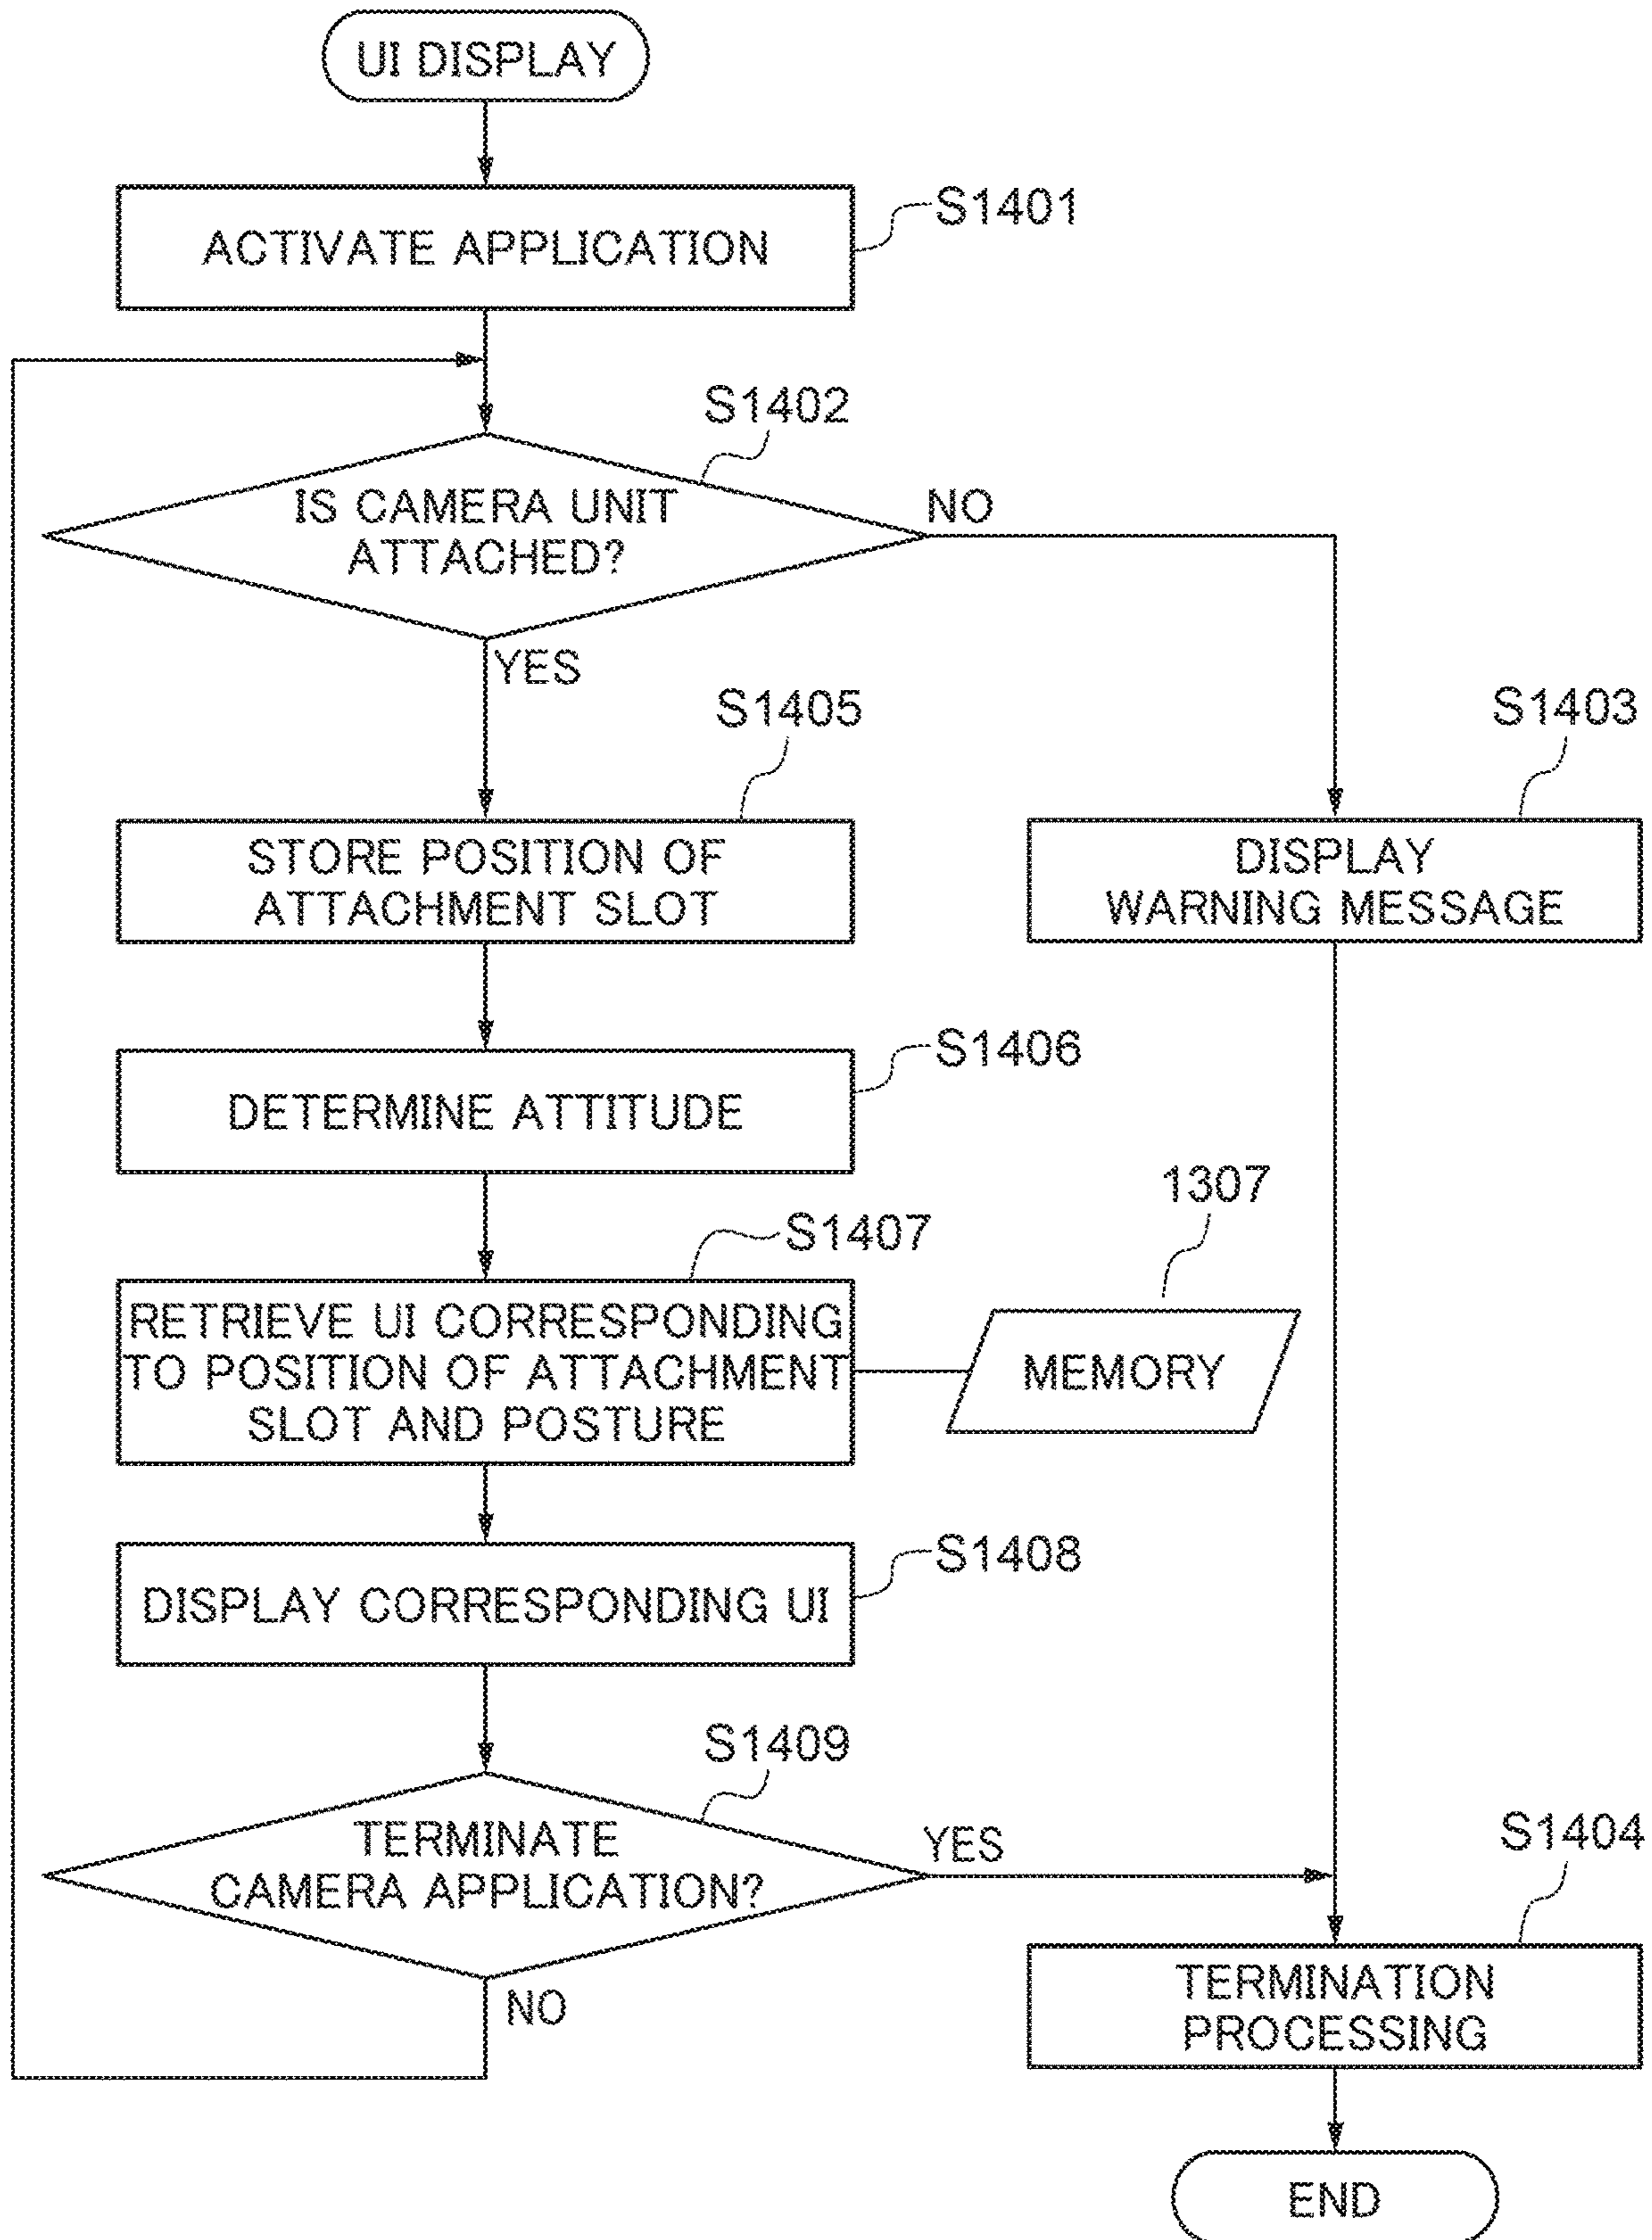 UI DISPLAY
S1401
ACTIVATE APPLICATION
S1402
IS CAMERA UNIT
ATTACHED?
NO
YES
S1405
S1403
STORE POSITION OF
ATTACHMENT SLOT
DISPLAY
WARNING MESSAGE
S1406
DETERMINE ATTITUDE
1307
S1407
RETRIEVE UI CORRESPONDING
TO POSITION OF ATTACHMENT
SLOT AND POSTURE
MEMORY
S1408
DISPLAY CORRESPONDING UI
S1409
TERMINATE
CAMERA APPLICATION?
YES
S1404
NO
TERMINATION
PROCESSING
END